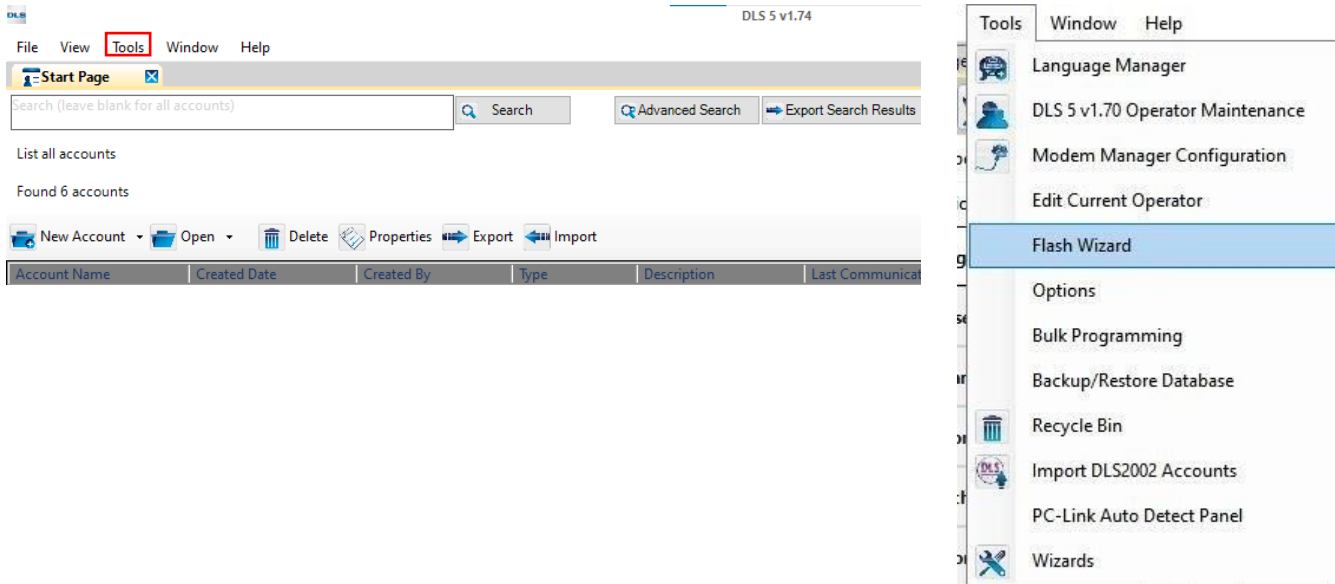 DLS
DLS 5 v1.74
File View Tools Window Help
Start Page
Search (leave blank for all accounts)
Search
Advanced Search
Export Search Results
List all accounts
Found 6 accounts
New Account Open Delete Properties Export Import
Account Name Created Date Created By Type Description Last Communicat
Tools Window Help
Language Manager
DLS 5 v1.70 Operator Maintenance
Modem Manager Configuration
Edit Current Operator
Flash Wizard
Options
Bulk Programming
Backup/Restore Database
Recycle Bin
DLS
Import DLS2002 Accounts
PC-Link Auto Detect Panel
Wizards